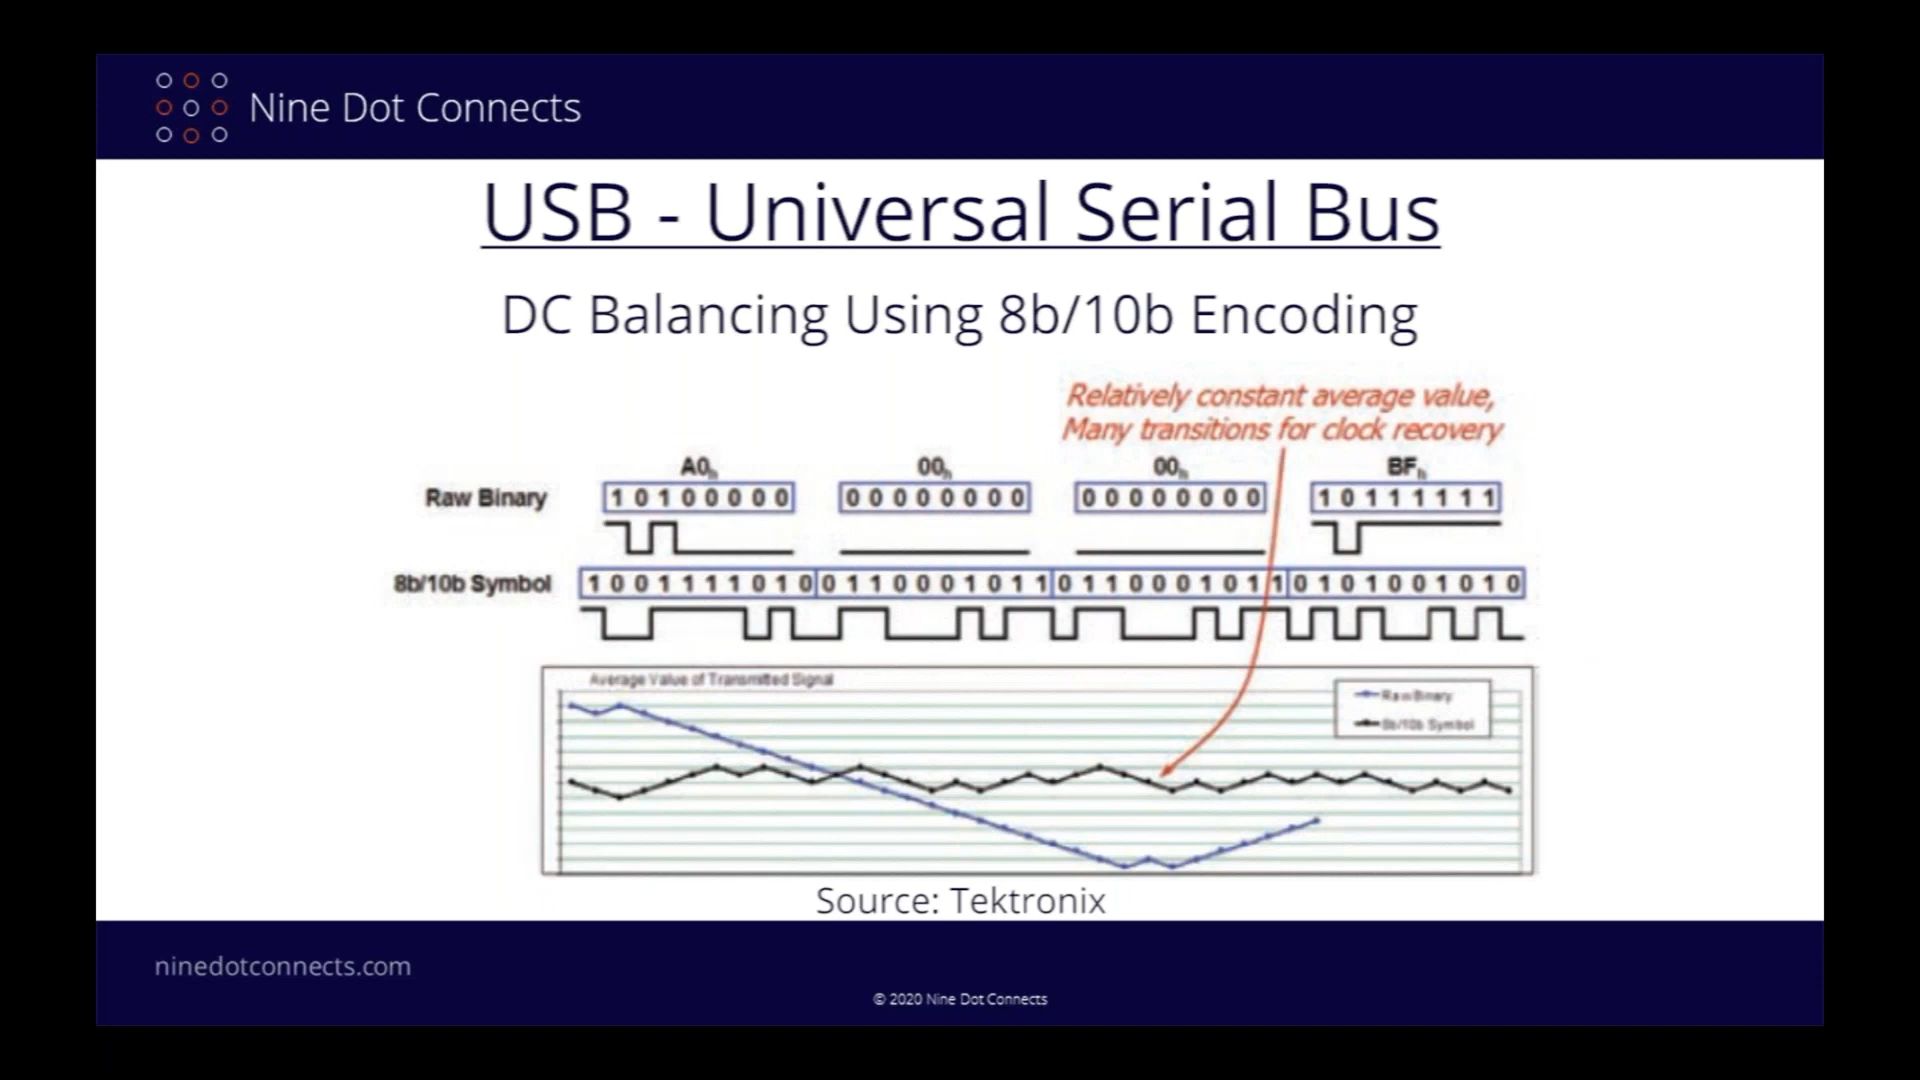 Nine Dot Connects
USB - Universal Serial Bus
DC Balancing Using 8b/10b Encoding
Relatively constant average value,
Many transitions for clock recovery
A0h 00h 00h BFh
Raw Binary 1 0 1 0 0 0 0 0 0 0 0 0 0 0 0 0 0 0 0 0 0 0 0 0 1 0 1 1 1 1 1 1
8b/10b Symbol 1 0 0 1 1 1 1 0 1 0 0 1 1 0 0 0 1 0 1 1 0 1 1 0 0 0 1 0 1 1 0 1 0 1 0 0 1 0 1 0
Average Value of Transmitted Signal
Raw Binary
8b/10b Symbol
Source: Tektronix
ninedotconnects.com
© 2020 Nine Dot Connects